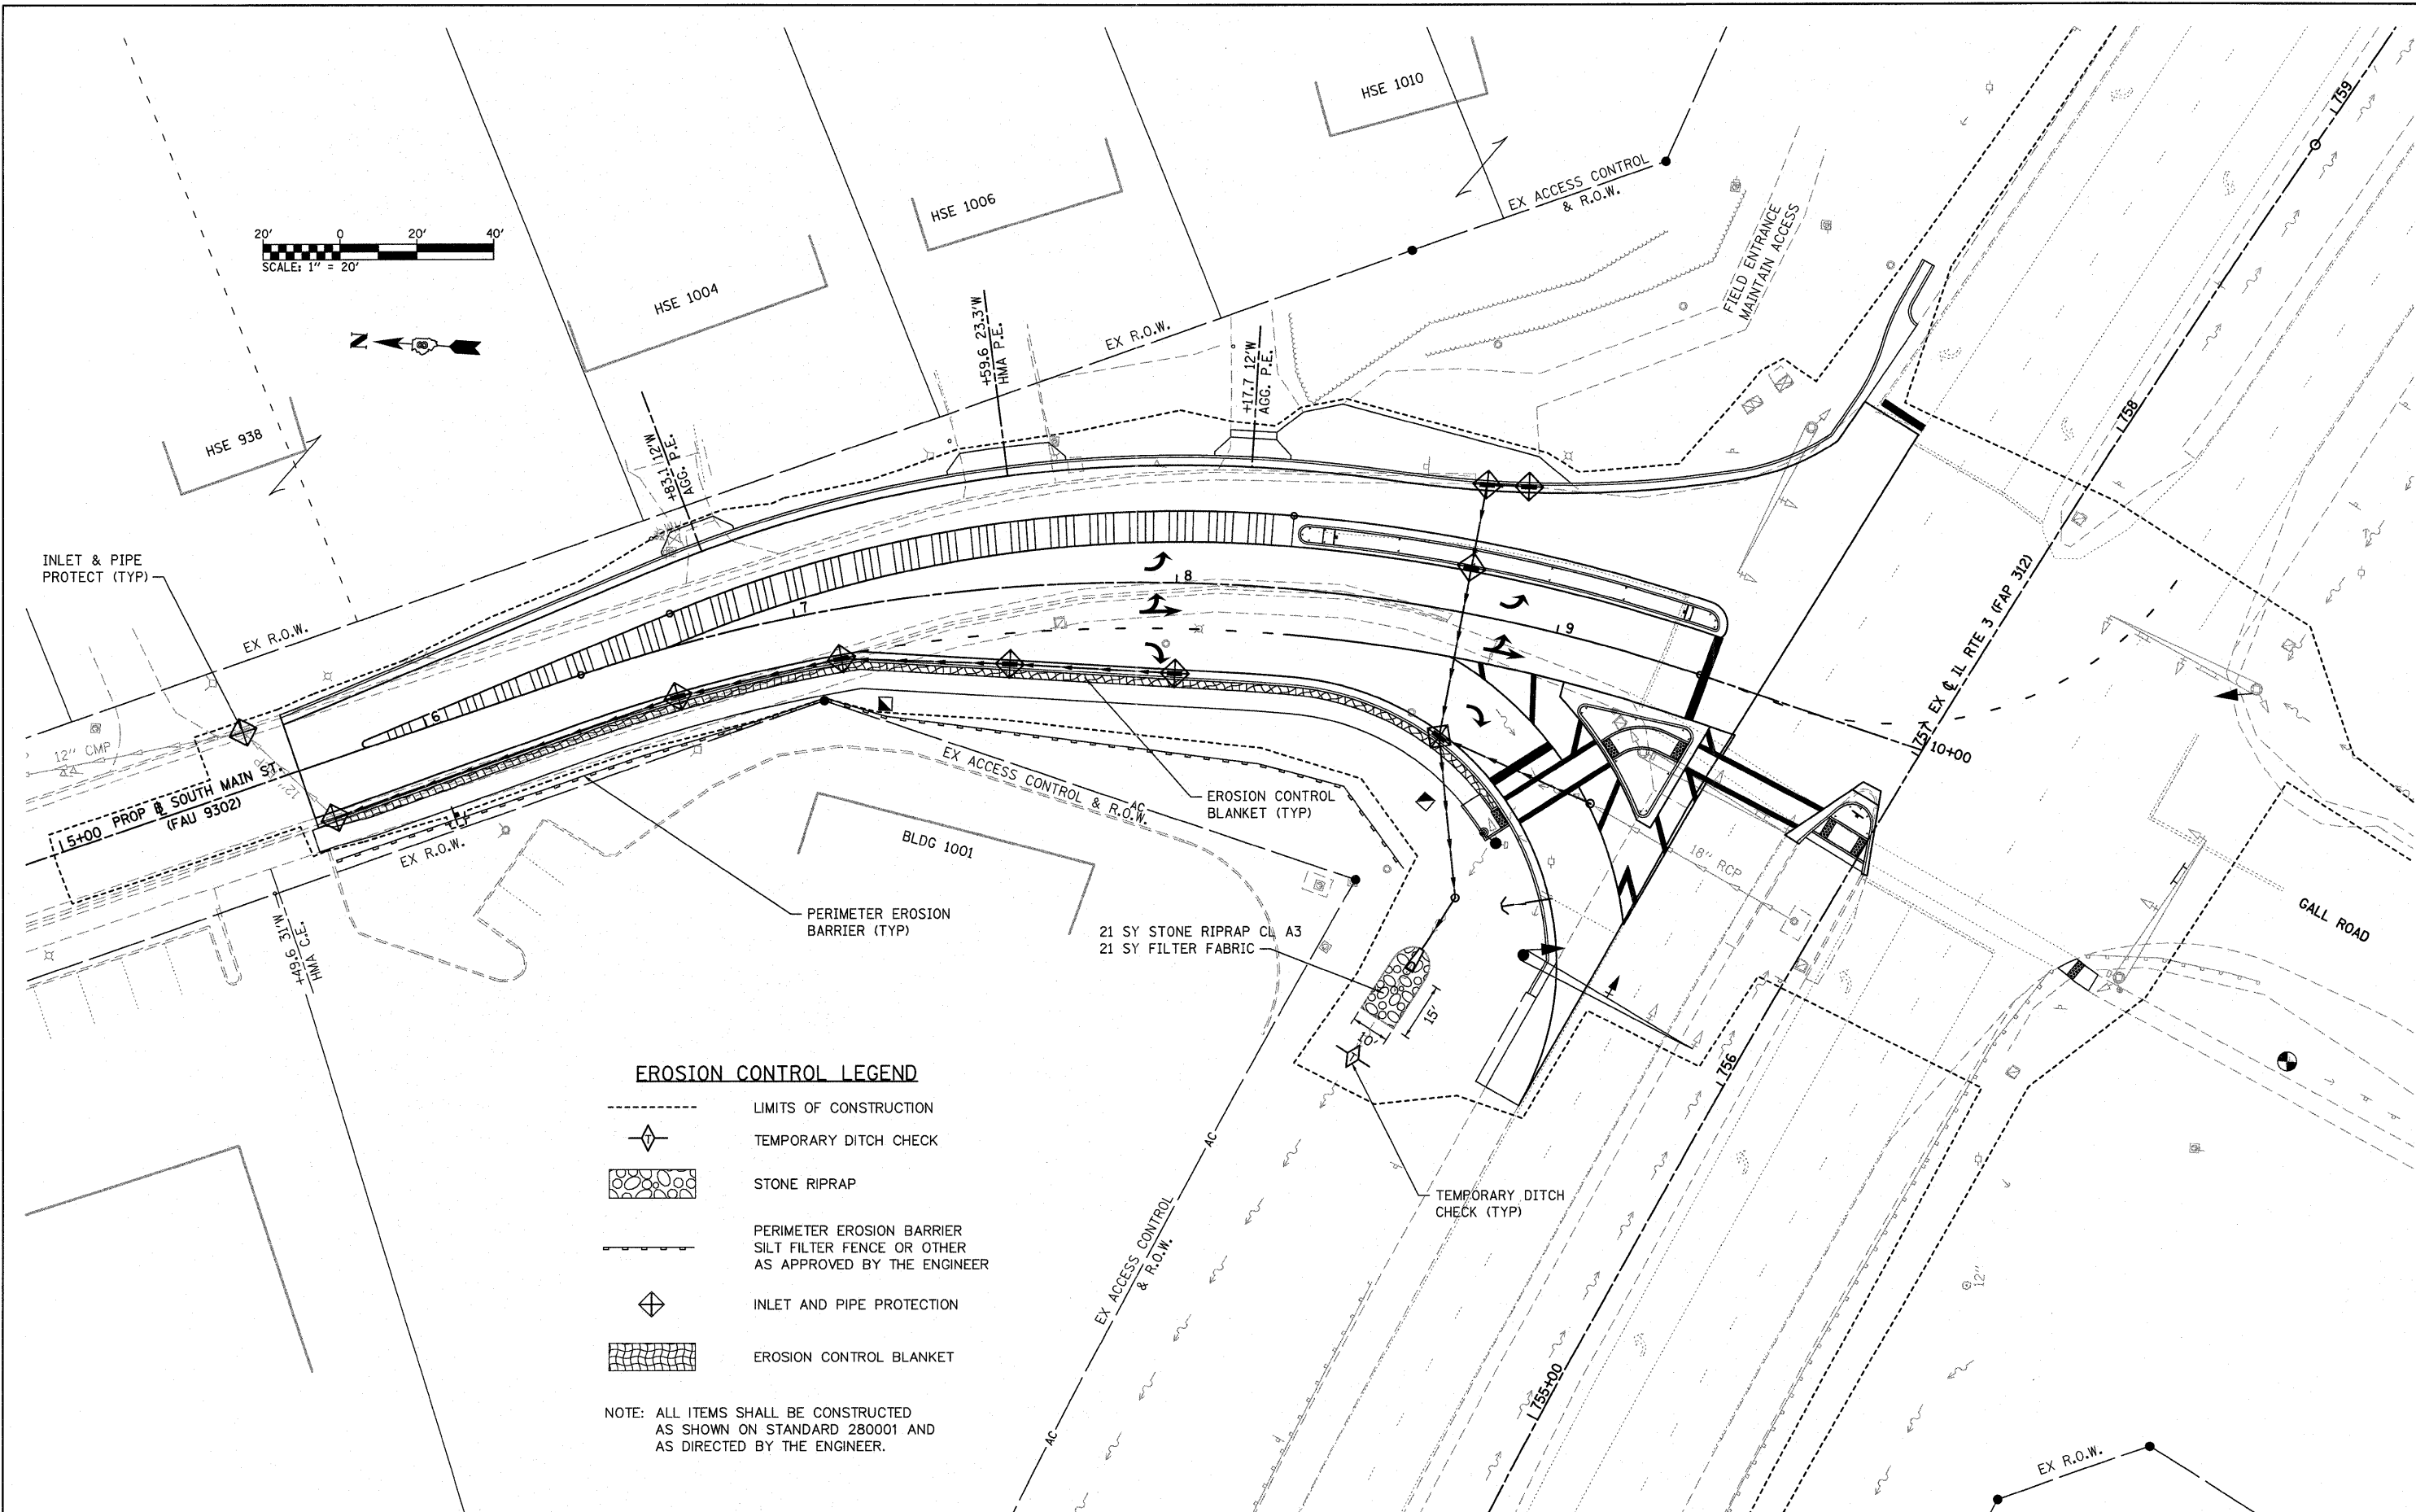 HSE 1010
EX ACCESS CONTROL
& R.O.W.
759
HSE 1006
FIELD ENTRANCE
MAINTAIN ACCESS
20' 0 20' 40'
SCALE: 1" = 20'
HSE 1004
N
EX R.O.W.
+59.6 23.3'W
HMA P.E.
+17.7 12'W
AGG. P.E.
HSE 938
+83.1 12'W
AGG. P.E.
758
INLET & PIPE
PROTECT (TYP)
EX R.O.W.
8
7
9
6
12" CMP
12"
5+00 PROP ℄ SOUTH MAIN ST.
(FAU 9302)
757 EX ℄ IL RTE 3 (FAP 312)
10+00
EX ACCESS CONTROL & R.O.W.
AC
EROSION CONTROL
BLANKET (TYP)
BLDG 1001
EX R.O.W.
18" RCP
GALL ROAD
+49.6 31'W
HMA C.E.
PERIMETER EROSION
BARRIER (TYP)
21 SY STONE RIPRAP CL A3
21 SY FILTER FABRIC
15'
10'
T
756
EROSION CONTROL LEGEND
LIMITS OF CONSTRUCTION
T
TEMPORARY DITCH CHECK
STONE RIPRAP
PERIMETER EROSION BARRIER
SILT FILTER FENCE OR OTHER
AS APPROVED BY THE ENGINEER
INLET AND PIPE PROTECTION
EROSION CONTROL BLANKET
NOTE: ALL ITEMS SHALL BE CONSTRUCTED
AS SHOWN ON STANDARD 280001 AND
AS DIRECTED BY THE ENGINEER.
AC
TEMPORARY DITCH
CHECK (TYP)
EX ACCESS CONTROL
& R.O.W.
12"
755+00
AC
EX R.O.W.